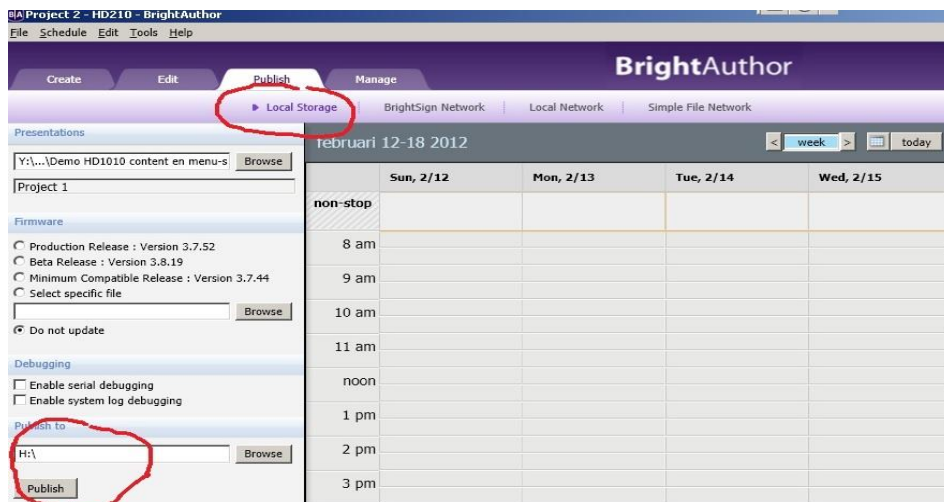 Project 2 - HD210 - BrightAuthor
File Schedule Edit Tools Help
BrightAuthor
Create Edit Publish Manage
Local Storage BrightSign Network Local Network Simple File Network
Presentations
Y:\...\Demo HD1010 content en menu-s Browse
Project 1
Firmware
Production Release : Version 3.7.52
Beta Release : Version 3.8.19
Minimum Compatible Release : Version 3.7.44
Select specific file
Browse
Do not update
Debugging
Enable serial debugging
Enable system log debugging
Publish to
H:\ Browse
Publish
februari 12-18 2012 < week > today
Sun, 2/12 Mon, 2/13 Tue, 2/14 Wed, 2/15
non-stop
8 am
9 am
10 am
11 am
noon
1 pm
2 pm
3 pm